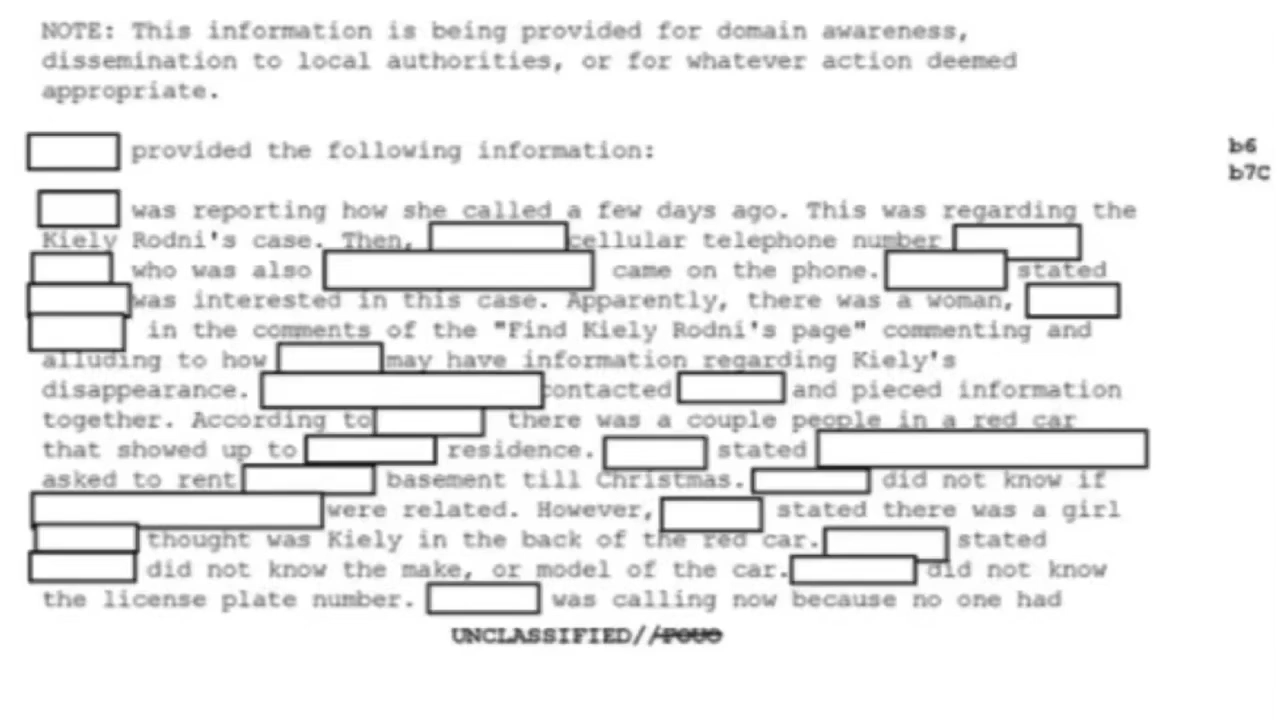 NOTE: This information is being provided for domain awareness,
dissemination to local authorities, or for whatever action deemed
appropriate.
provided the following information:
b6
b7C
was reporting how she called a few days ago. This was regarding the
Kiely Rodni's case. Then, cellular telephone number
who was also came on the phone. stated
was interested in this case. Apparently, there was a woman,
in the comments of the "Find Kiely Rodni's page" commenting and
alluding to how may have information regarding Kiely's
disappearance. contacted and pieced information
together. According to there was a couple people in a red car
that showed up to residence. stated
asked to rent basement till Christmas. did not know if
were related. However, stated there was a girl
thought was Kiely in the back of the red car. stated
did not know the make, or model of the car. did not know
the license plate number. was calling now because no one had
UNCLASSIFIED//FOUO